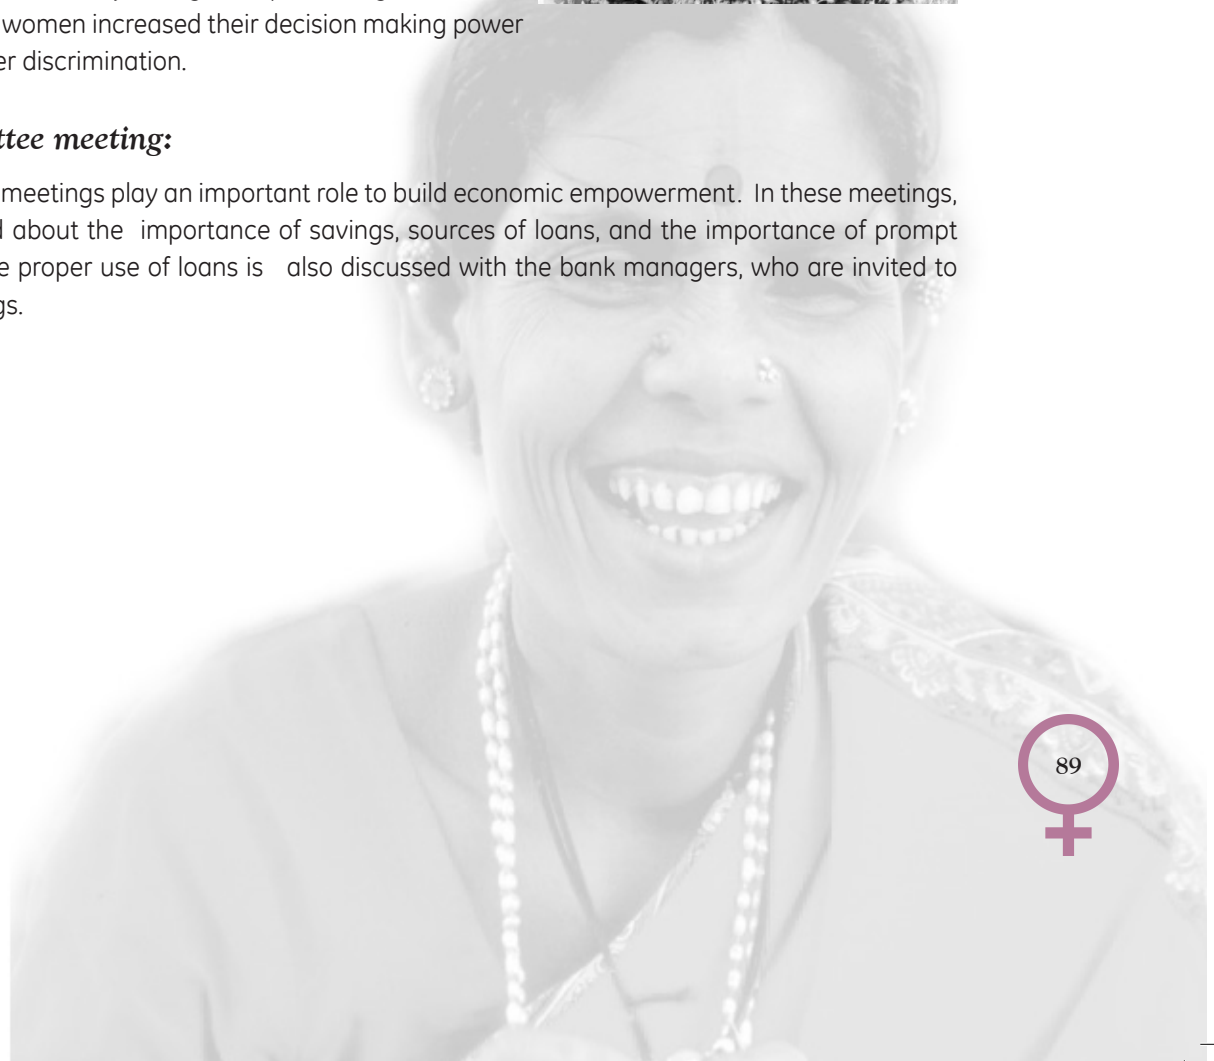 women increased their decision making power
er discrimination.
ttee meeting:
meetings play an important role to build economic empowerment. In these meetings,
d about the importance of savings, sources of loans, and the importance of prompt
e proper use of loans is also discussed with the bank managers, who are invited to
gs.
89